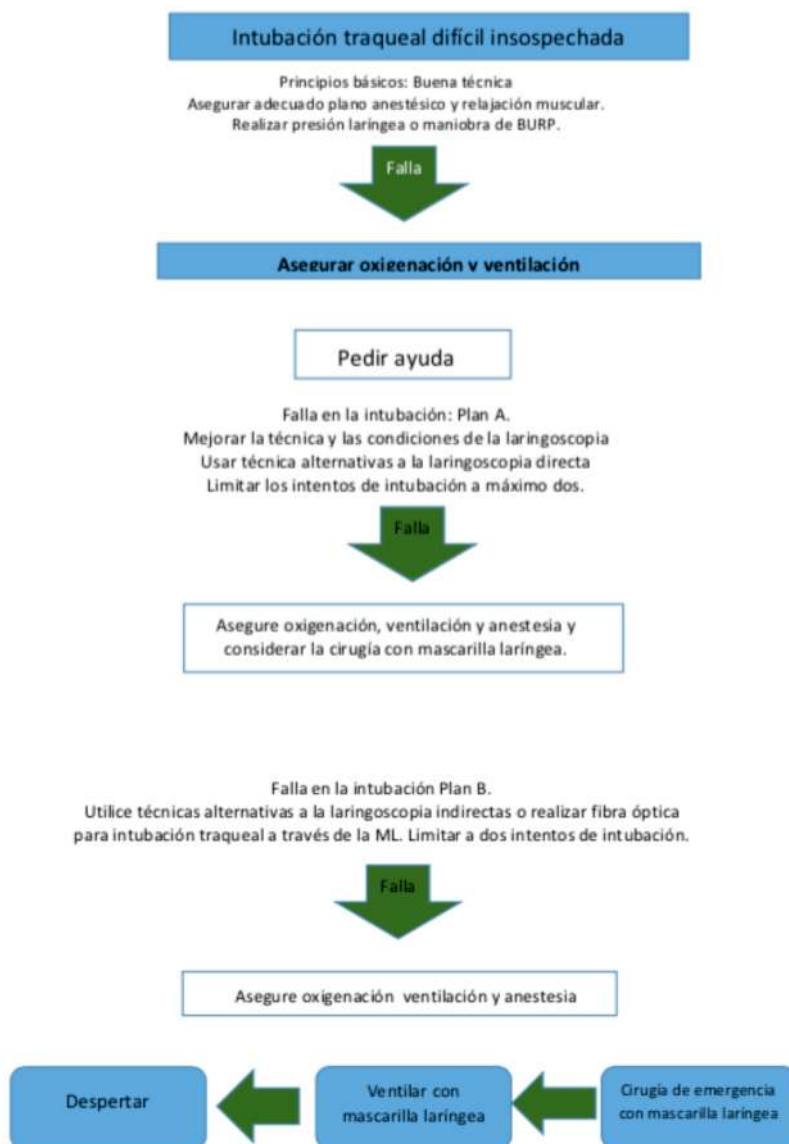 Intubación traqueal difícil insospechada
Principios básicos: Buena técnica
Asegurar adecuado plano anestésico y relajación muscular.
Realizar presión laríngea o maniobra de BURP.
Falla
Asegurar oxigenación y ventilación
Pedir ayuda
Falla en la intubación: Plan A.
Mejorar la técnica y las condiciones de la laringoscopia
Usar técnica alternativas a la laringoscopia directa
Limitar los intentos de intubación a máximo dos.
Falla
Asegure oxigenación, ventilación y anestesia y
considerar la cirugía con mascarilla laríngea.
Falla en la intubación Plan B.
Utilice técnicas alternativas a la laringoscopia indirectas o realizar fibra óptica
para intubación traqueal a través de la ML. Limitar a dos intentos de intubación.
Falla
Asegure oxigenación ventilación y anestesia
Despertar
Ventilar con
mascarilla laríngea
Cirugía de emergencia
con mascarilla laríngea